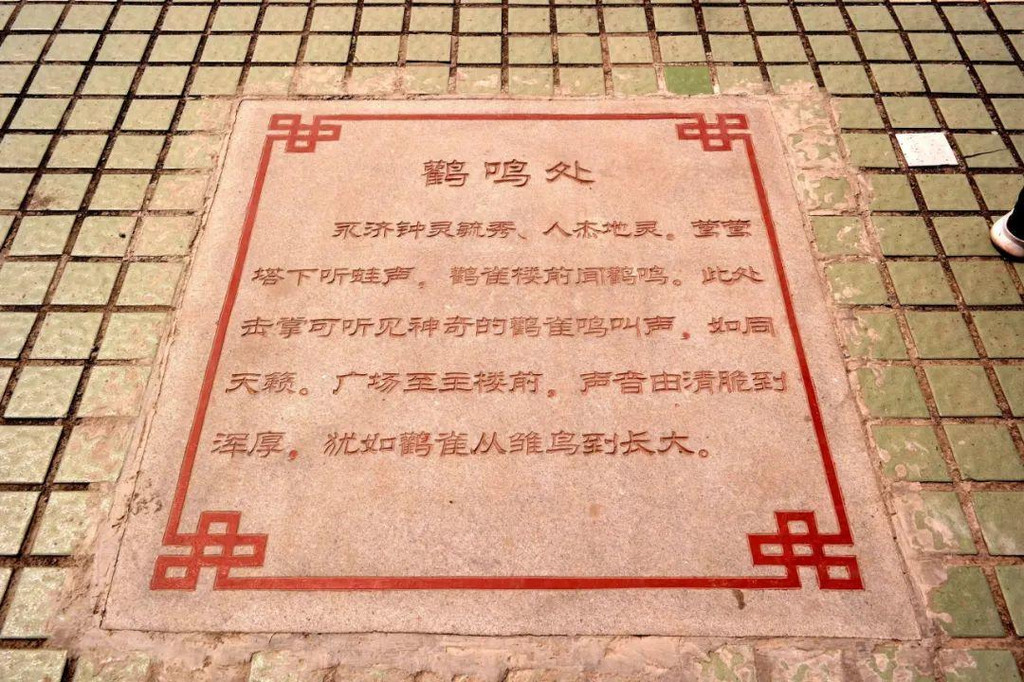 鹳鸣处
永济钟灵毓秀、人杰地灵。莺莺
塔下听蛙声，鹳雀楼前闻鹳鸣。此处
击掌可听见神奇的鹳雀鸣叫声，如同
天籁。广场至主楼前，声音由清脆到
浑厚，犹如鹳雀从雏鸟到长大。